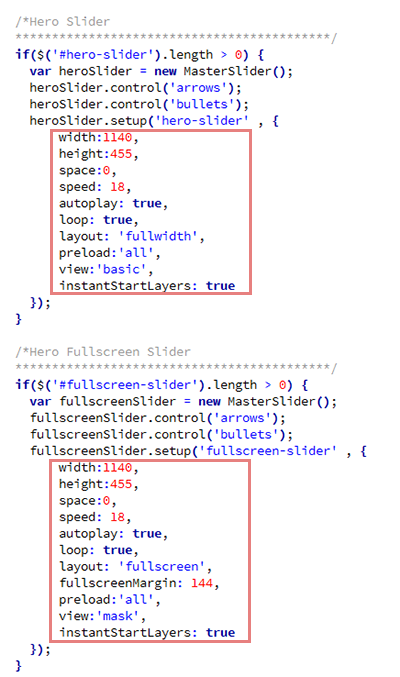 /*Hero Slider
******************************************/
if($('#hero-slider').length > 0) {
var heroSlider = new MasterSlider();
heroSlider.control('arrows');
heroSlider.control('bullets');
heroSlider.setup('hero-slider' , {
width:1140,
height:455,
space:0,
speed: 18,
autoplay: true,
loop: true,
layout: 'fullwidth',
preload:'all',
view:'basic',
instantStartLayers: true
});
}
/*Hero Fullscreen Slider
******************************************/
if($('#fullscreen-slider').length > 0) {
var fullscreenSlider = new MasterSlider();
fullscreenSlider.control('arrows');
fullscreenSlider.control('bullets');
fullscreenSlider.setup('fullscreen-slider' , {
width:1140,
height:455,
space:0,
speed: 18,
autoplay: true,
loop: true,
layout: 'fullscreen',
fullscreenMargin: 144,
preload:'all',
view:'mask',
instantStartLayers: true
});
}